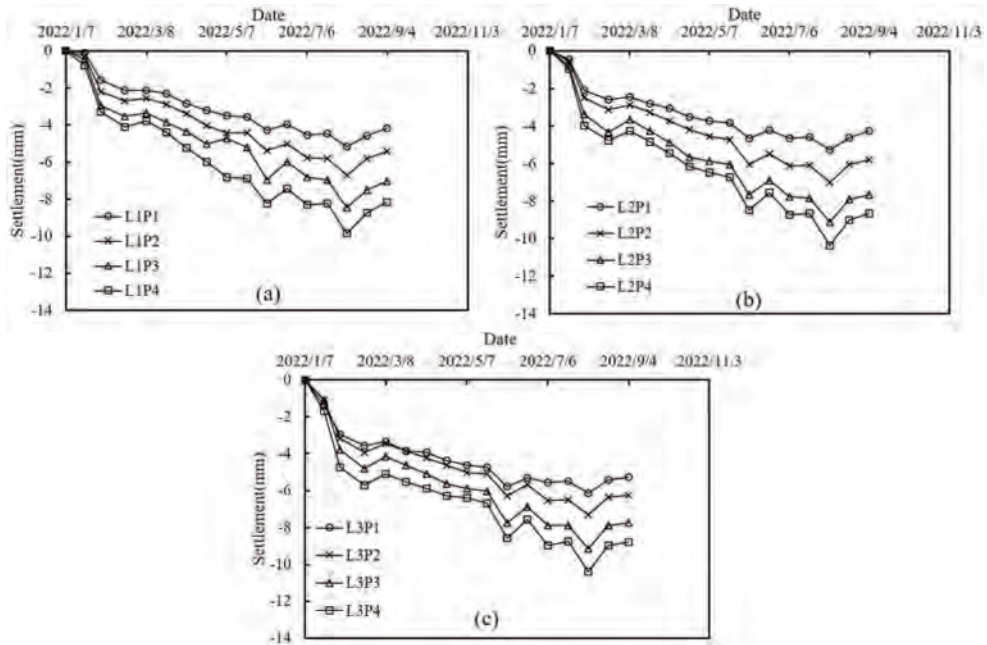 Date
2022/1/7 2022/3/8 2022/5/7 2022/7/6 2022/9/4 2022/11/3
0
-2
-4
-6
-8
-10
-12
-14
Settlement(mm)
L1P1
L1P2
L1P3
L1P4
(a)
Date
2022/1/7 2022/3/8 2022/5/7 2022/7/6 2022/9/4 2022/11/3
0
-2
-4
-6
-8
-10
-12
-14
Settlement(mm)
L2P1
L2P2
L2P3
L2P4
(b)
Date
2022/1/7 2022/3/8 2022/5/7 2022/7/6 2022/9/4 2022/11/3
0
-2
-4
-6
-8
-10
-12
-14
Settlement(mm)
L3P1
L3P2
L3P3
L3P4
(c)